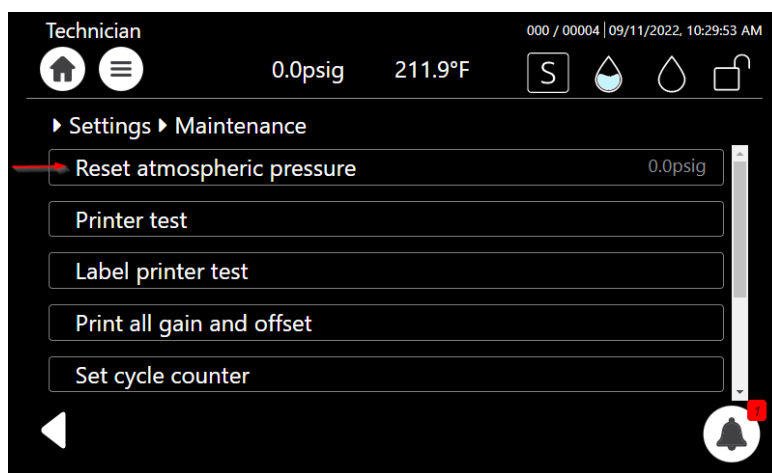 Technician
000 / 00004 | 09/11/2022, 10:29:53 AM
0.0psig 211.9°F S
Settings Maintenance
Reset atmospheric pressure 0.0psig
Printer test
Label printer test
Print all gain and offset
Set cycle counter
1